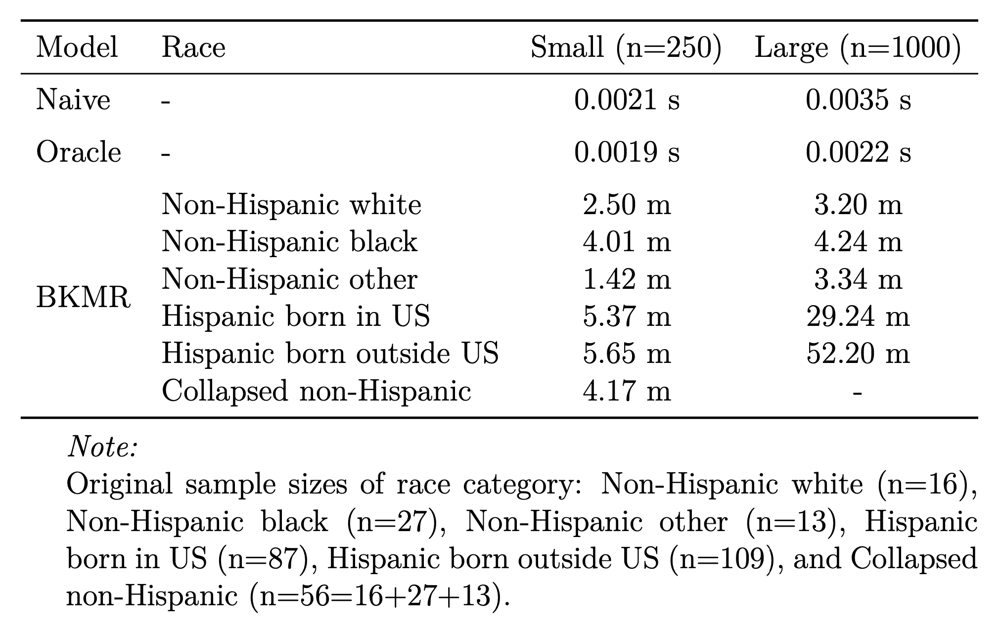 Model Race Small (n=250) Large (n=1000)
Naive - 0.0021 s 0.0035 s
Oracle - 0.0019 s 0.0022 s
Non-Hispanic white 2.50 m 3.20 m
Non-Hispanic black 4.01 m 4.24 m
Non-Hispanic other 1.42 m 3.34 m
BKMR
Hispanic born in US 5.37 m 29.24 m
Hispanic born outside US 5.65 m 52.20 m
Collapsed non-Hispanic 4.17 m -
Note:
Original sample sizes of race category: Non-Hispanic white (n=16),
Non-Hispanic black (n=27), Non-Hispanic other (n=13), Hispanic
born in US (n=87), Hispanic born outside US (n=109), and Collapsed
non-Hispanic (n=56=16+27+13).